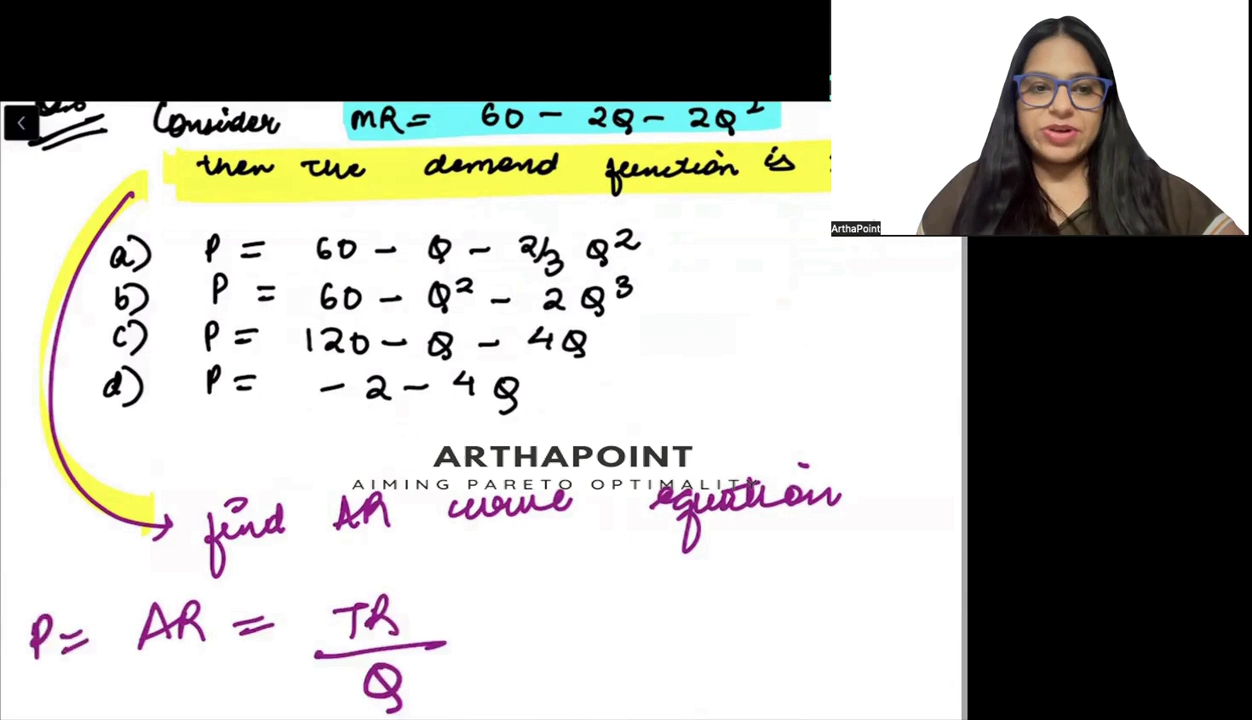 Consider MR = 60 - 2Q - 2Q²
then the demand function is
a) P = 60 - Q - 2/3 Q²
b) P = 60 - Q² - 2Q³
c) P = 120 - Q - 4Q
d) P = - 2 - 4Q
ARTHAPOINT
AIMING PARETO OPTIMALITY
find AR curve equation
P = AR = TR/Q
ArthaPoint